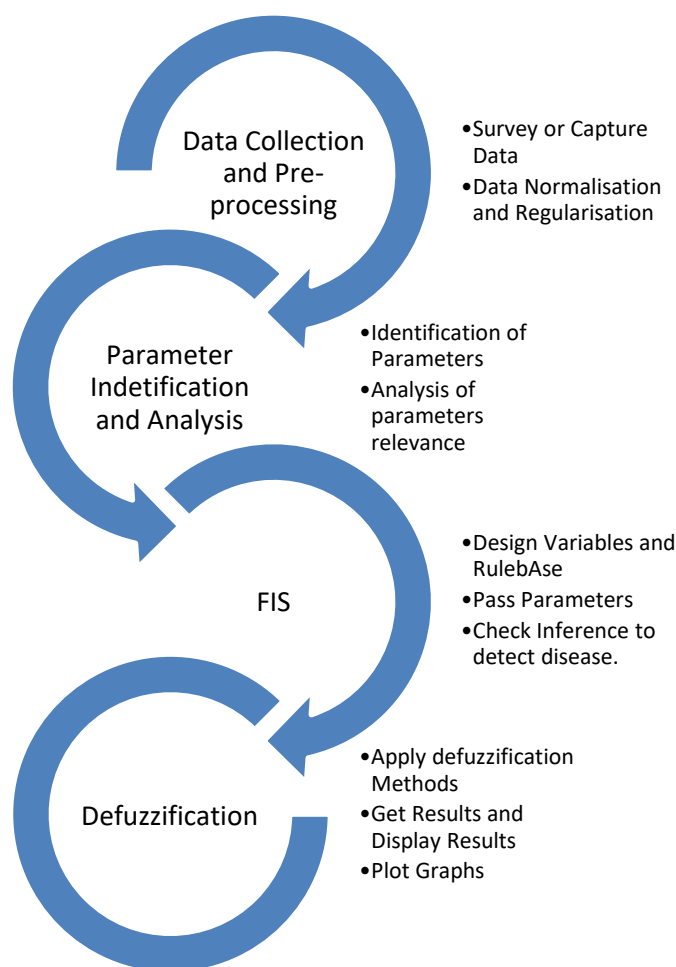 Data Collection
and Pre-
processing
•Survey or Capture
Data
•Data Normalisation
and Regularisation
Parameter
Indetification
and Analysis
•Identification of
Parameters
•Analysis of
parameters
relevance
FIS
•Design Variables and
RulebAse
•Pass Parameters
•Check Inference to
detect disease.
Defuzzification
•Apply defuzzification
Methods
•Get Results and
Display Results
•Plot Graphs